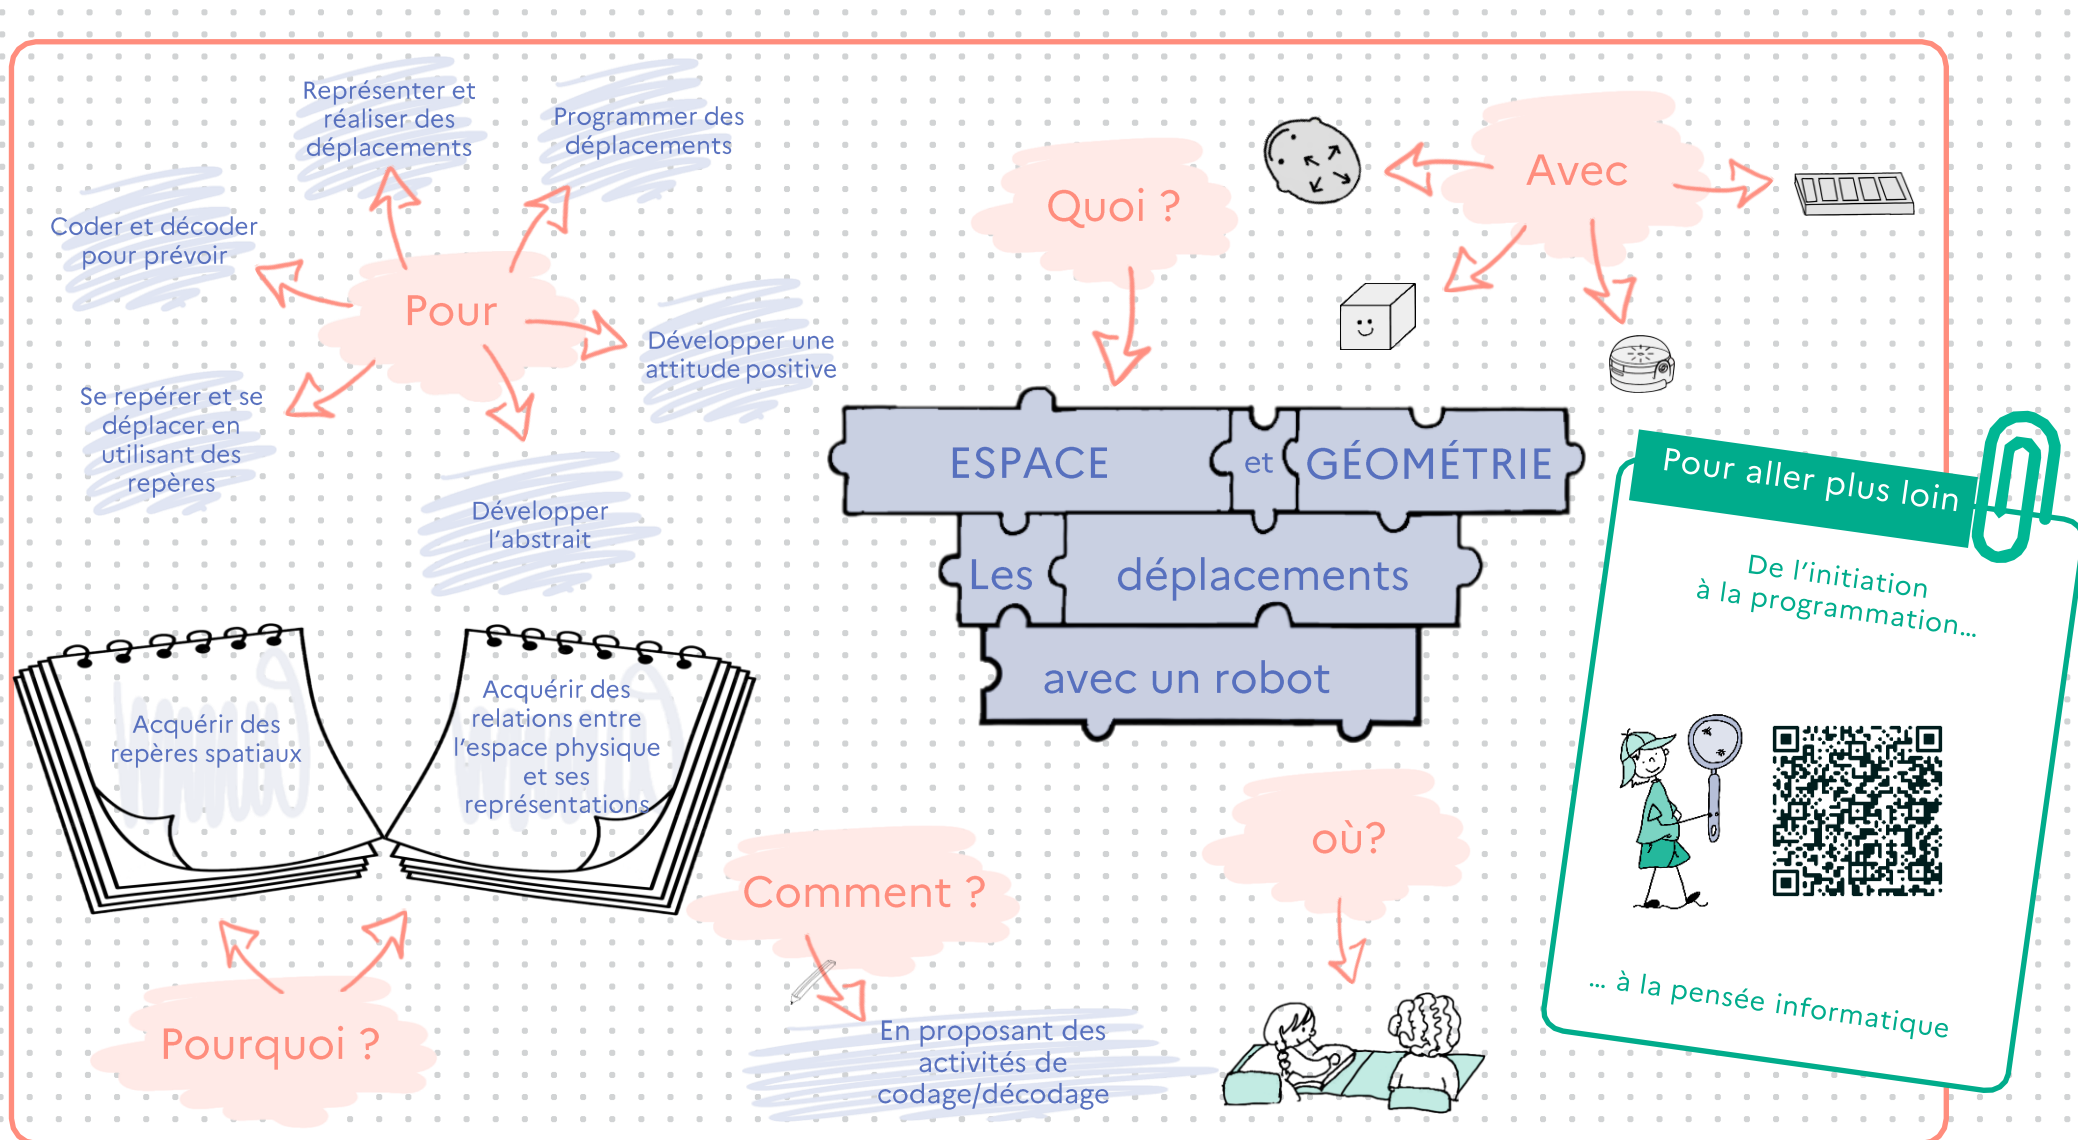 Représenter et
réaliser des
déplacements
Programmer des
déplacements
Coder et décoder
pour prévoir
Pour
Développer une
attitude positive
Se repérer et se
déplacer en
utilisant des
repères
Développer
l'abstrait
Quoi ?
Avec
ESPACE et GÉOMÉTRIE
Les déplacements
avec un robot
Pour aller plus loin
De l'initiation
à la programmation...
... à la pensée informatique
Acquérir des
repères spatiaux
Acquérir des
relations entre
l'espace physique
et ses
représentations
Pourquoi ?
Comment ?
En proposant des
activités de
codage/décodage
où?